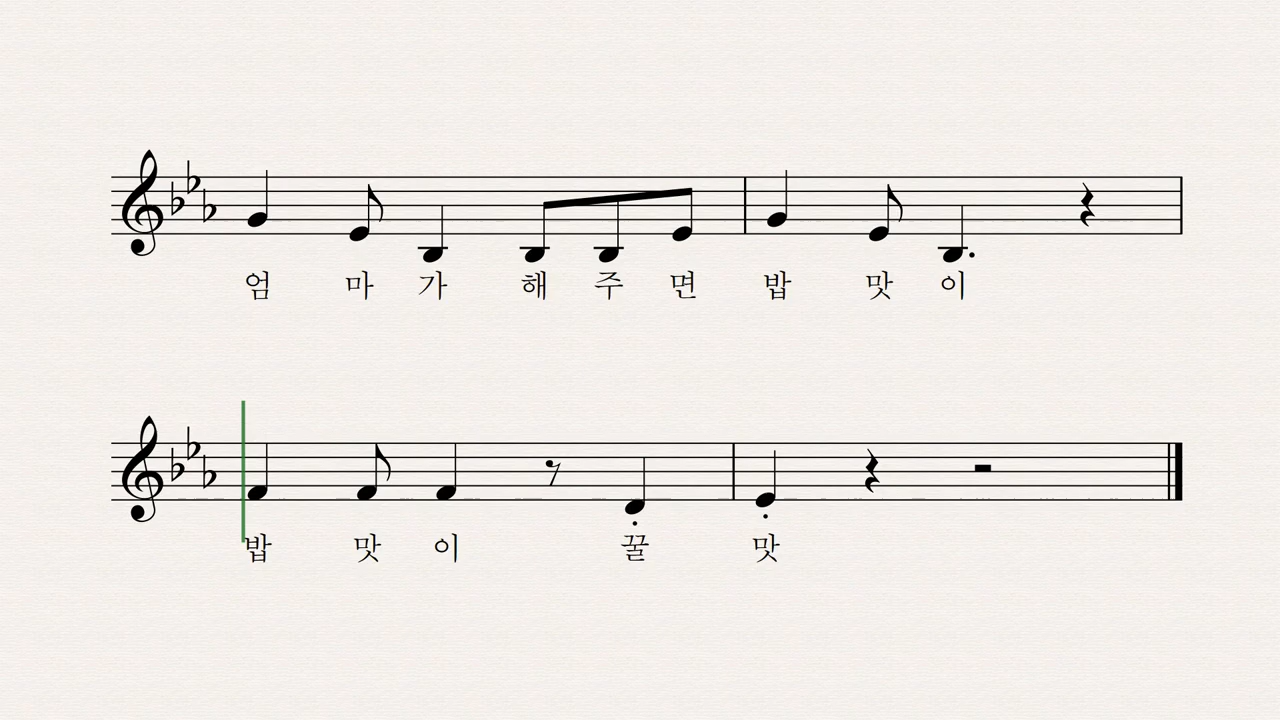 엄 마 가 해 주 면 밥 맛 이
밥 맛 이 꿀 맛